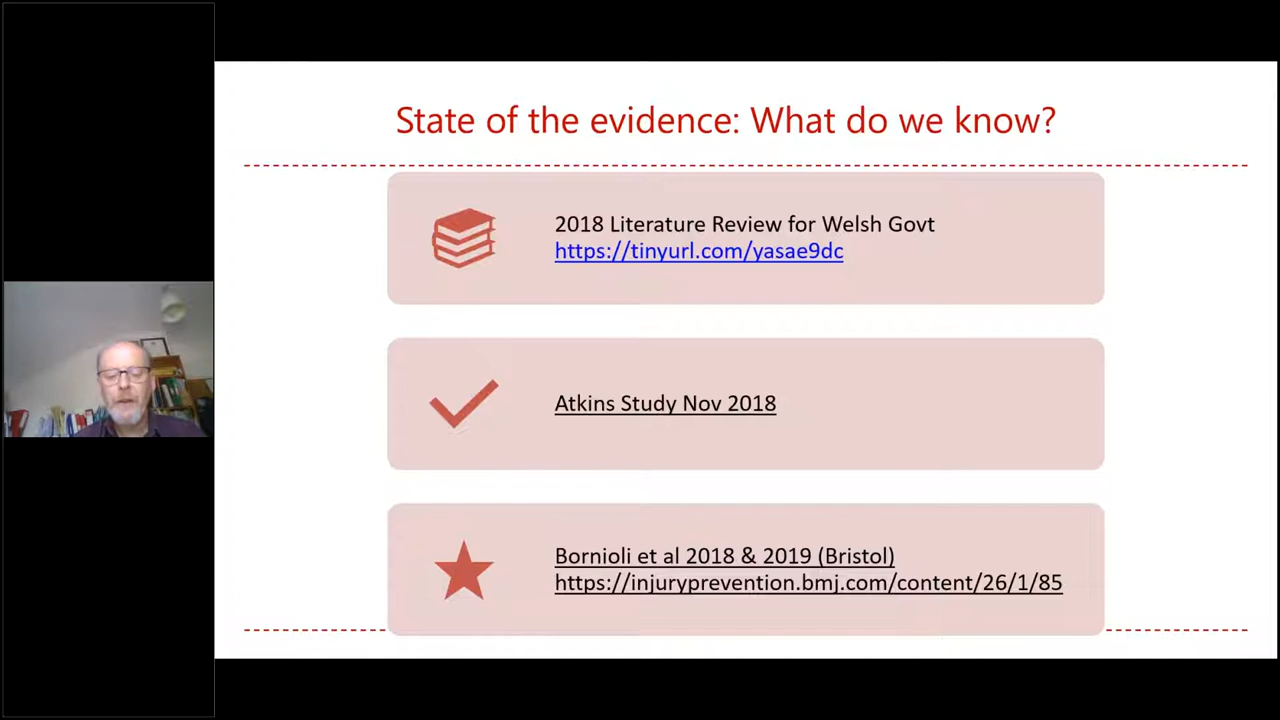 State of the evidence: What do we know?
2018 Literature Review for Welsh Govt
https://tinyurl.com/yasae9dc
Atkins Study Nov 2018
Bornioli et al 2018 & 2019 (Bristol)
https://injuryprevention.bmj.com/content/26/1/85